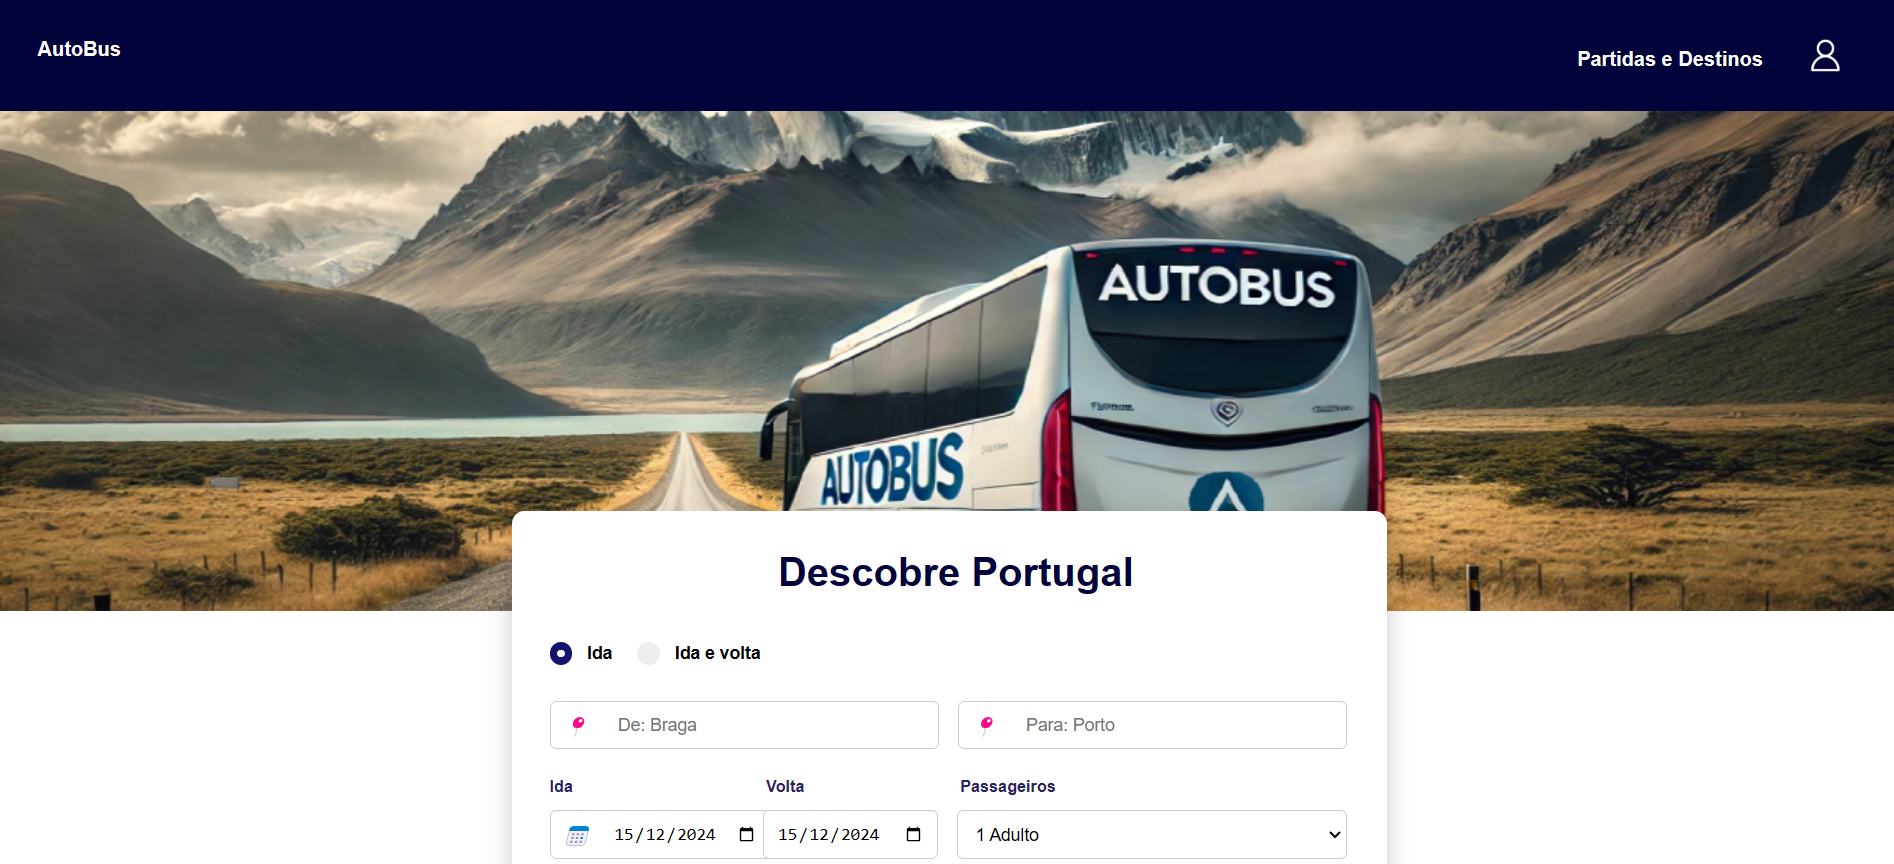 AutoBus
Partidas e Destinos
AUTOBUS
AUTOBUS
Descobre Portugal
Ida
Ida e volta
De: Braga
Para: Porto
Ida
Volta
Passageiros
15/12/2024
15/12/2024
1 Adulto